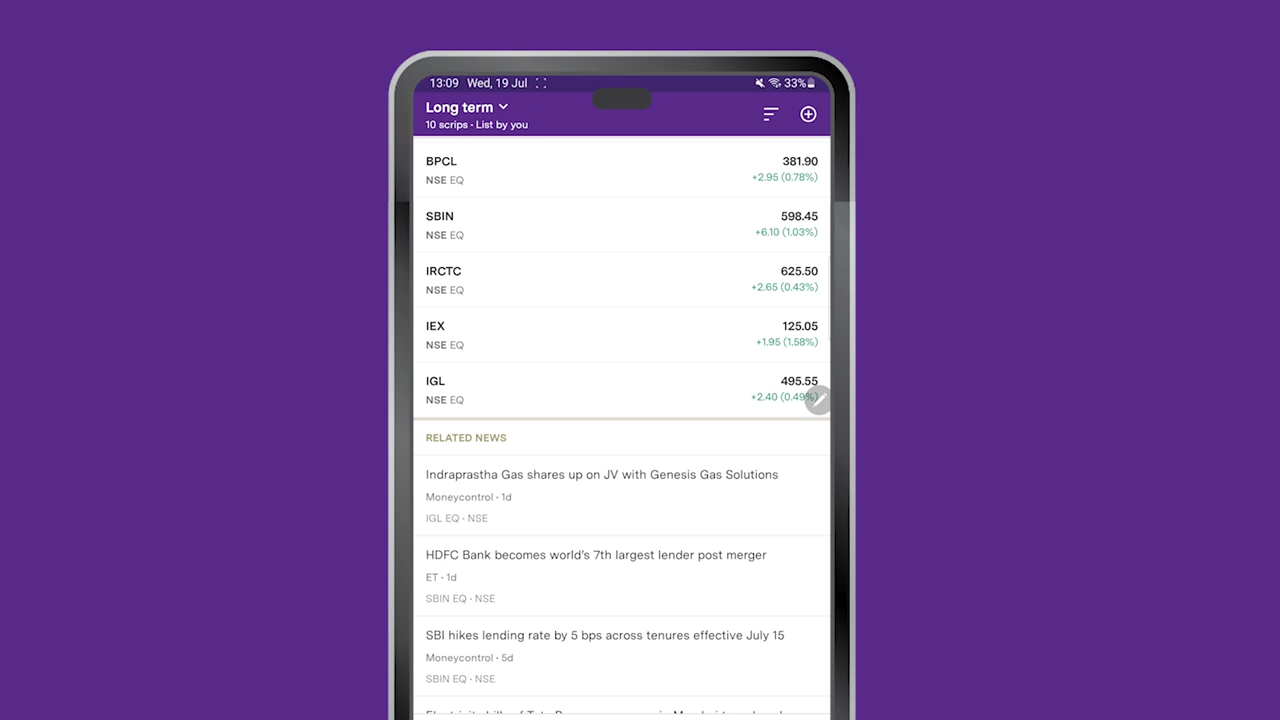 13:09 Wed, 19 Jul 33%
Long term
10 scrips · List by you
BPCL 381.90
NSE EQ +2.95 (0.78%)
SBIN 598.45
NSE EQ +6.10 (1.03%)
IRCTC 625.50
NSE EQ +2.65 (0.43%)
IEX 125.05
NSE EQ +1.95 (1.58%)
IGL 495.55
NSE EQ +2.40 (0.49%)
RELATED NEWS
Indraprastha Gas shares up on JV with Genesis Gas Solutions
Moneycontrol · 1d
IGL EQ · NSE
HDFC Bank becomes world's 7th largest lender post merger
ET · 1d
SBIN EQ · NSE
SBI hikes lending rate by 5 bps across tenures effective July 15
Moneycontrol · 5d
SBIN EQ · NSE